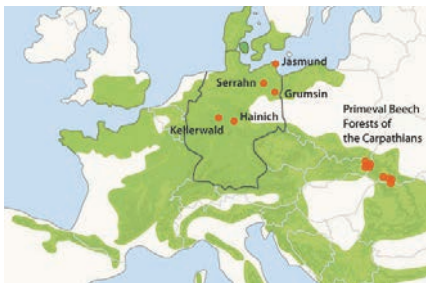 Jasmund
Serrahn
Grumsin
Primeval Beech
Forests of
the Carpathians
Hainich
Kellerwald